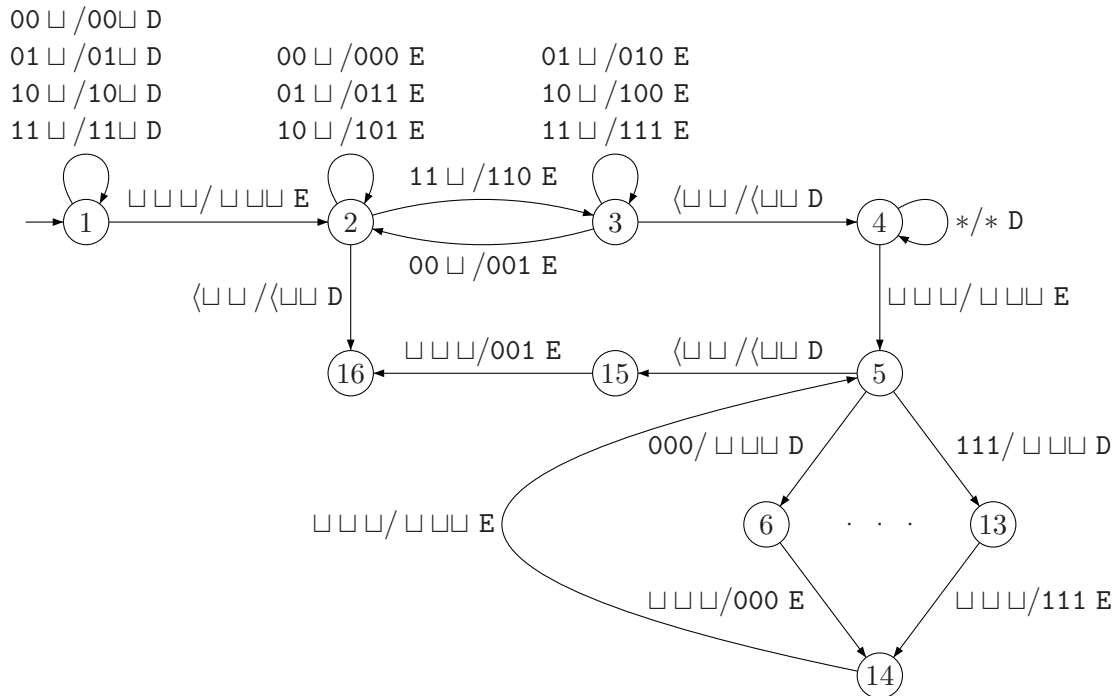 00 ⊔ /00⊔ D
01 ⊔ /01⊔ D 00 ⊔ /000 E 01 ⊔ /010 E
10 ⊔ /10⊔ D 01 ⊔ /011 E 10 ⊔ /100 E
11 ⊔ /11⊔ D 10 ⊔ /101 E 11 ⊔ /111 E
⊔ ⊔ ⊔/ ⊔ ⊔⊔ E 11 ⊔ /110 E ⟨⊔ ⊔ /⟨⊔⊔ D
1 2 3 4 */* D
00 ⊔ /001 E
⟨⊔ ⊔ /⟨⊔⊔ D ⊔ ⊔ ⊔/ ⊔ ⊔⊔ E
⊔ ⊔ ⊔/001 E ⟨⊔ ⊔ /⟨⊔⊔ D
16 15 5
000/ ⊔ ⊔⊔ D 111/ ⊔ ⊔⊔ D
⊔ ⊔ ⊔/ ⊔ ⊔⊔ E 6 · · · 13
⊔ ⊔ ⊔/000 E ⊔ ⊔ ⊔/111 E
14